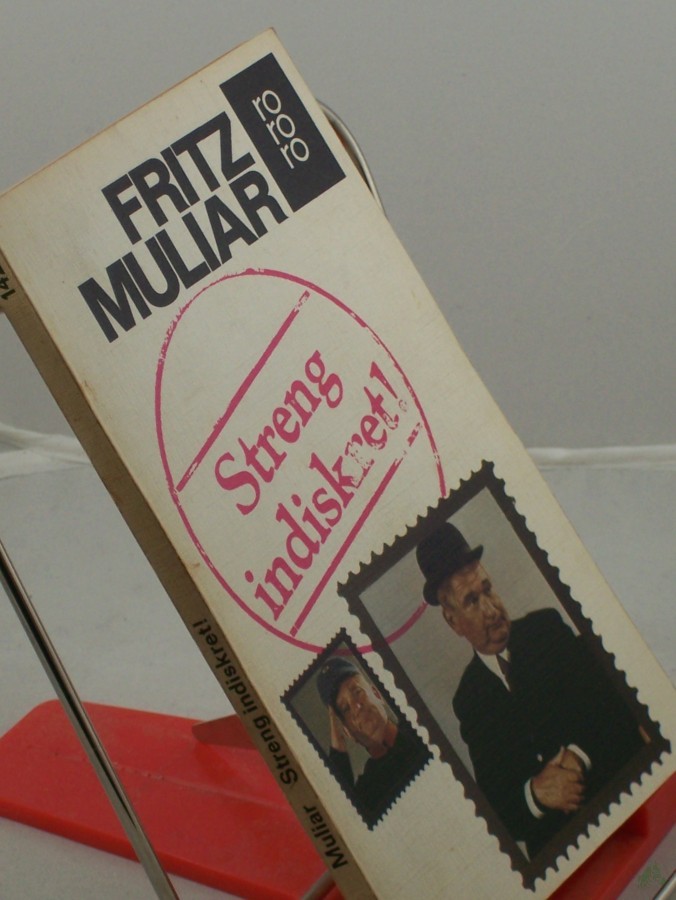 FRITZ
MULIAR
ro
ro
ro
Streng
indiskret!
Muliar Streng indiskret!